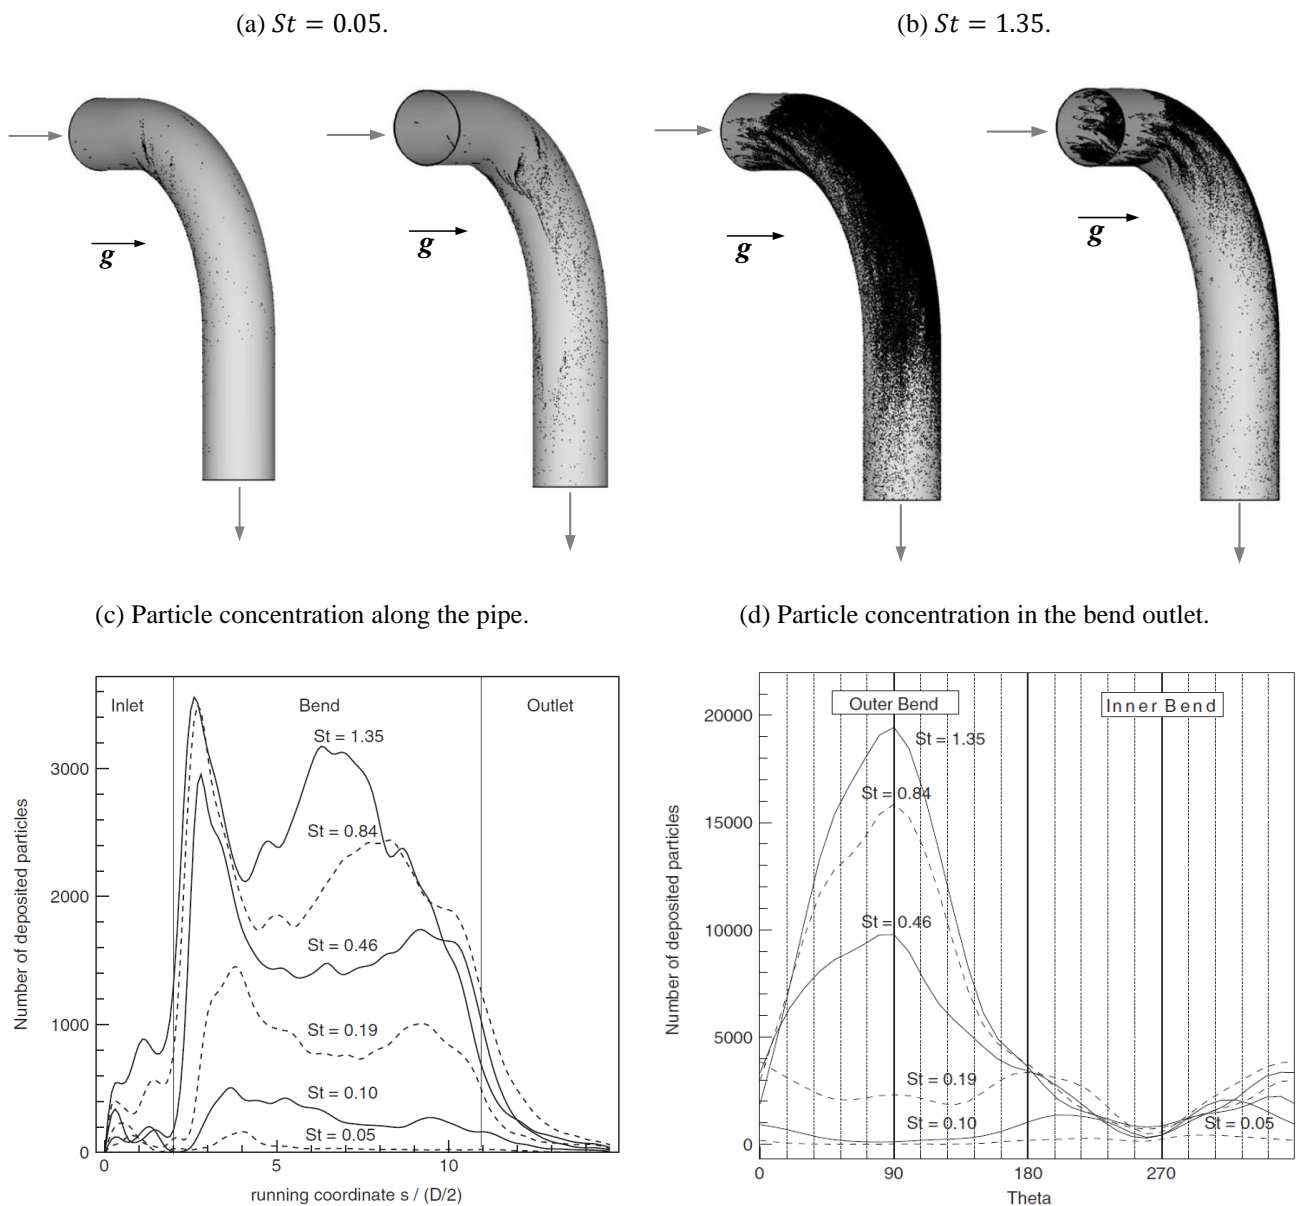 (a) St = 0.05.
(b) St = 1.35.
g
g
g
g
(c) Particle concentration along the pipe.
(d) Particle concentration in the bend outlet.
Inlet
Bend
Outlet
St = 1.35
St = 0.84
St = 0.46
St = 0.19
St = 0.10
St = 0.05
3000
2000
1000
0
0
5
10
Number of deposited particles
running coordinate s / (D/2)
Outer Bend
Inner Bend
St = 1.35
St = 0.84
St = 0.46
St = 0.19
St = 0.10
St = 0.05
20000
15000
10000
5000
0
0
90
180
270
Number of deposited particles
Theta